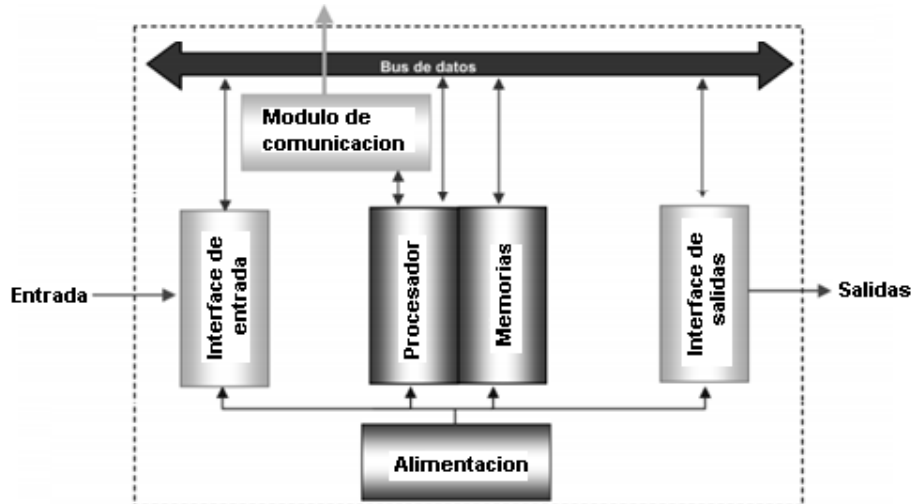 Bus de datos
Modulo de
comunicacion
Entrada
Interface de
entrada
Procesador
Memorias
Interface de
salidas
Salidas
Alimentacion